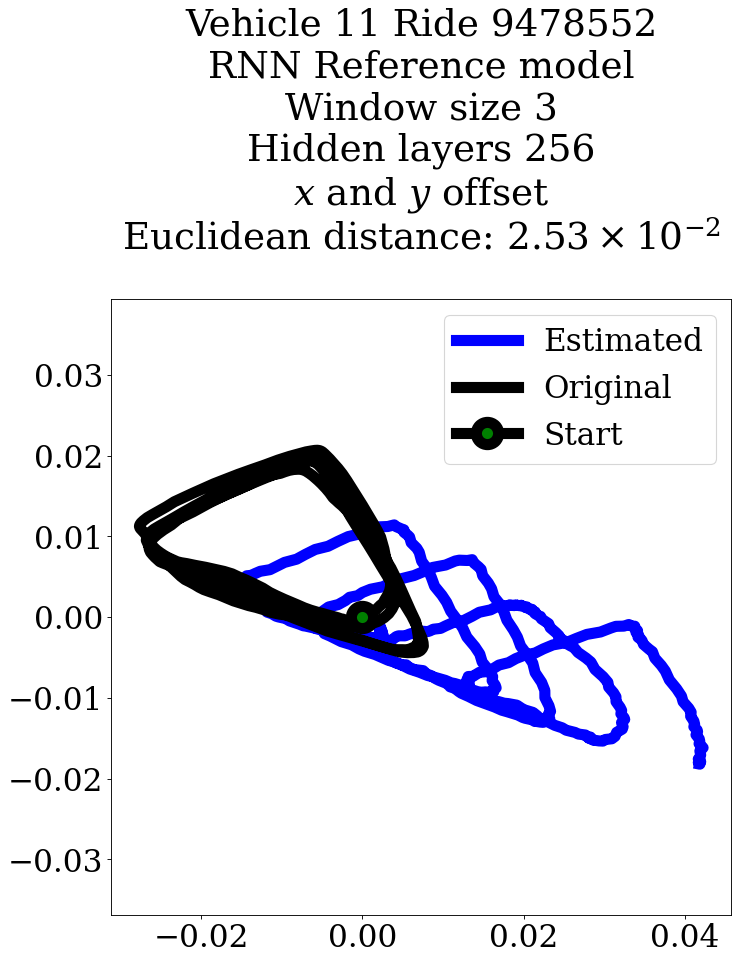 Vehicle 11 Ride 9478552
RNN Reference model
Window size 3
Hidden layers 256
x and y offset
Euclidean distance: 2.53 × 10⁻²
Estimated
Original
Start
0.03
0.02
0.01
0.00
−0.01
−0.02
−0.03
−0.02
0.00
0.02
0.04